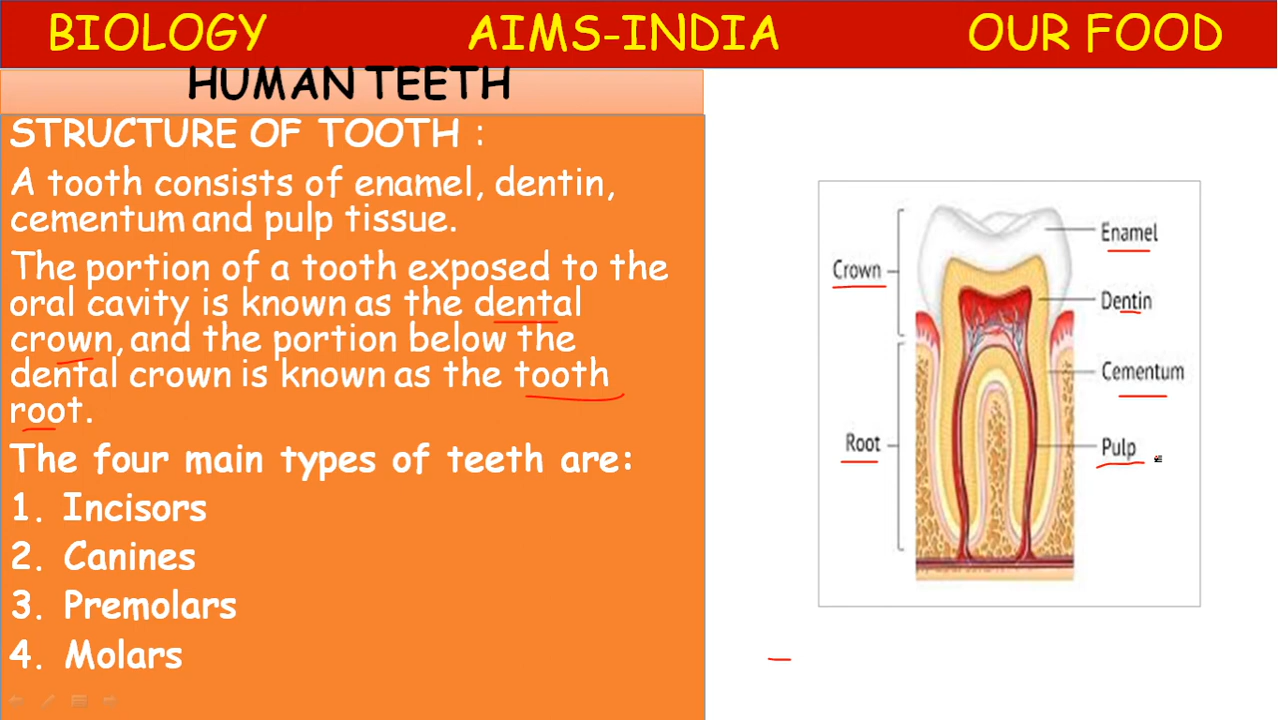 BIOLOGY AIMS-INDIA OUR FOOD
HUMAN TEETH
STRUCTURE OF TOOTH :
A tooth consists of enamel, dentin,
cementum and pulp tissue.
The portion of a tooth exposed to the
oral cavity is known as the dental
crown, and the portion below the
dental crown is known as the tooth
root.
The four main types of teeth are:
1. Incisors
2. Canines
3. Premolars
4. Molars
Enamel
Crown
Dentin
Cementum
Root
Pulp